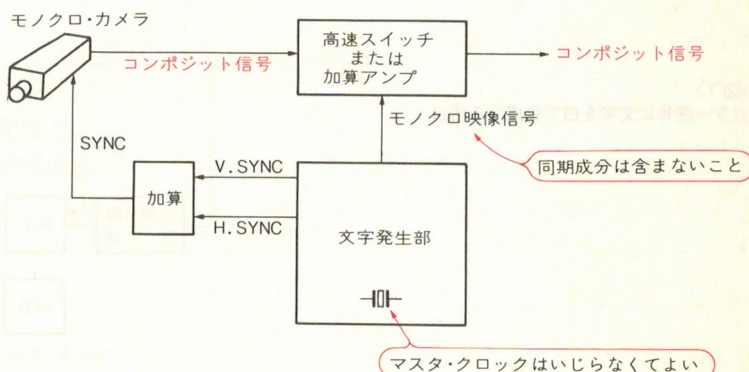 モノクロ・カメラ
コンポジット信号
高速スイッチ
または
加算アンプ
コンポジット信号
モノクロ映像信号
同期成分は含まないこと
SYNC
加算
V.SYNC
H.SYNC
文字発生部
マスタ・クロックはいじらなくてよい